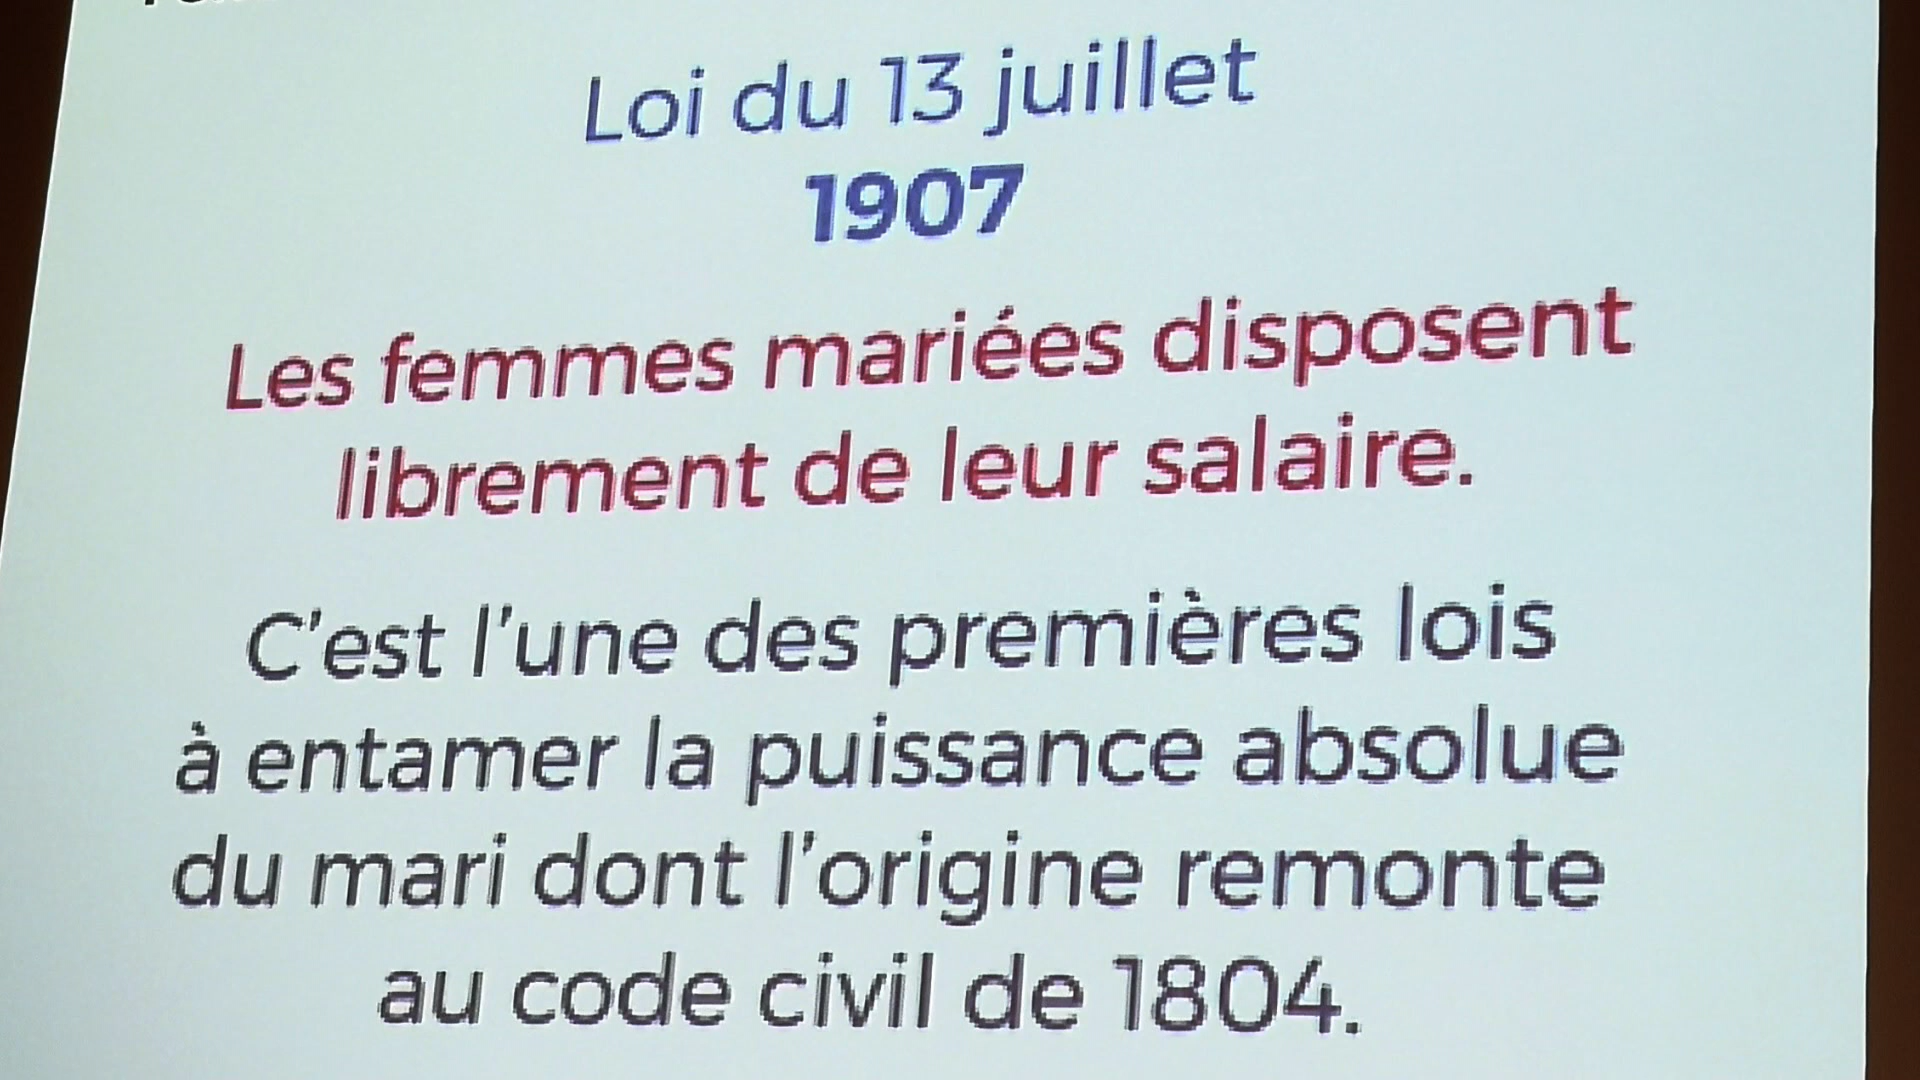 Loi du 13 juillet
1907
Les femmes mariées disposent
librement de leur salaire.
C'est l'une des premières lois
à entamer la puissance absolue
du mari dont l'origine remonte
au code civil de 1804.